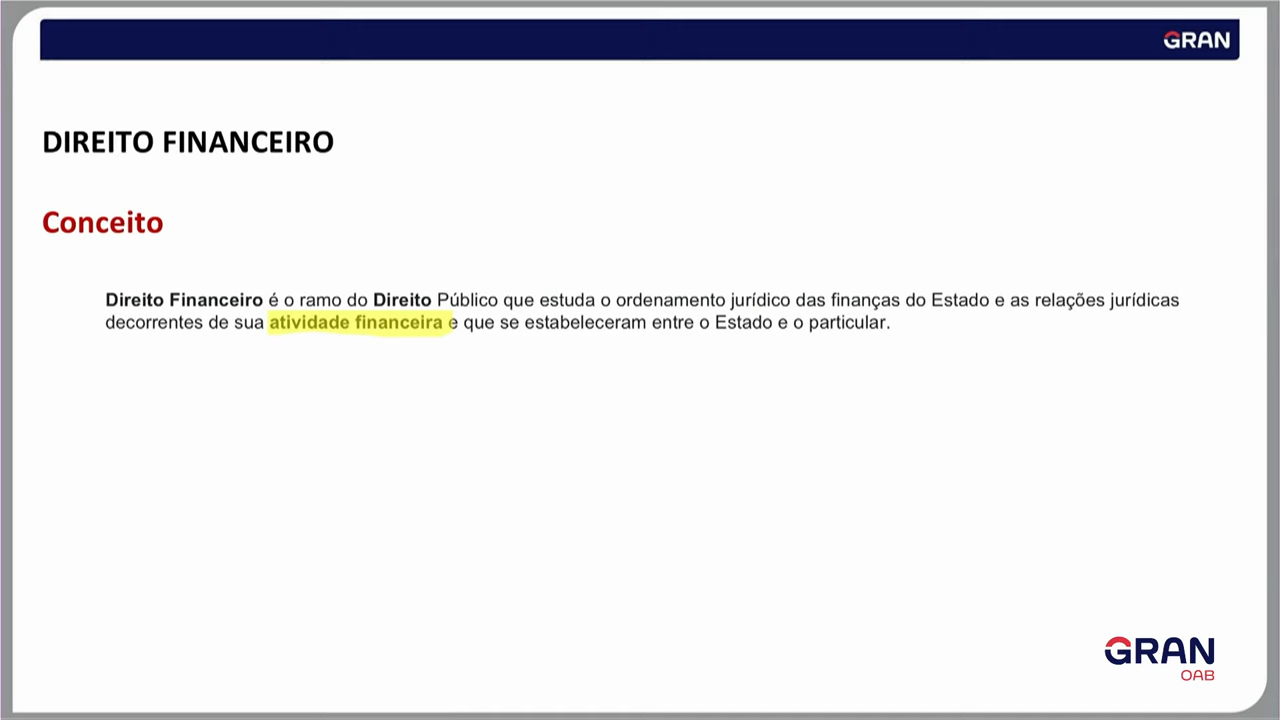 GRAN
DIREITO FINANCEIRO
Conceito
Direito Financeiro é o ramo do Direito Público que estuda o ordenamento jurídico das finanças do Estado e as relações jurídicas
decorrentes de sua atividade financeira e que se estabeleceram entre o Estado e o particular.
GRAN
OAB